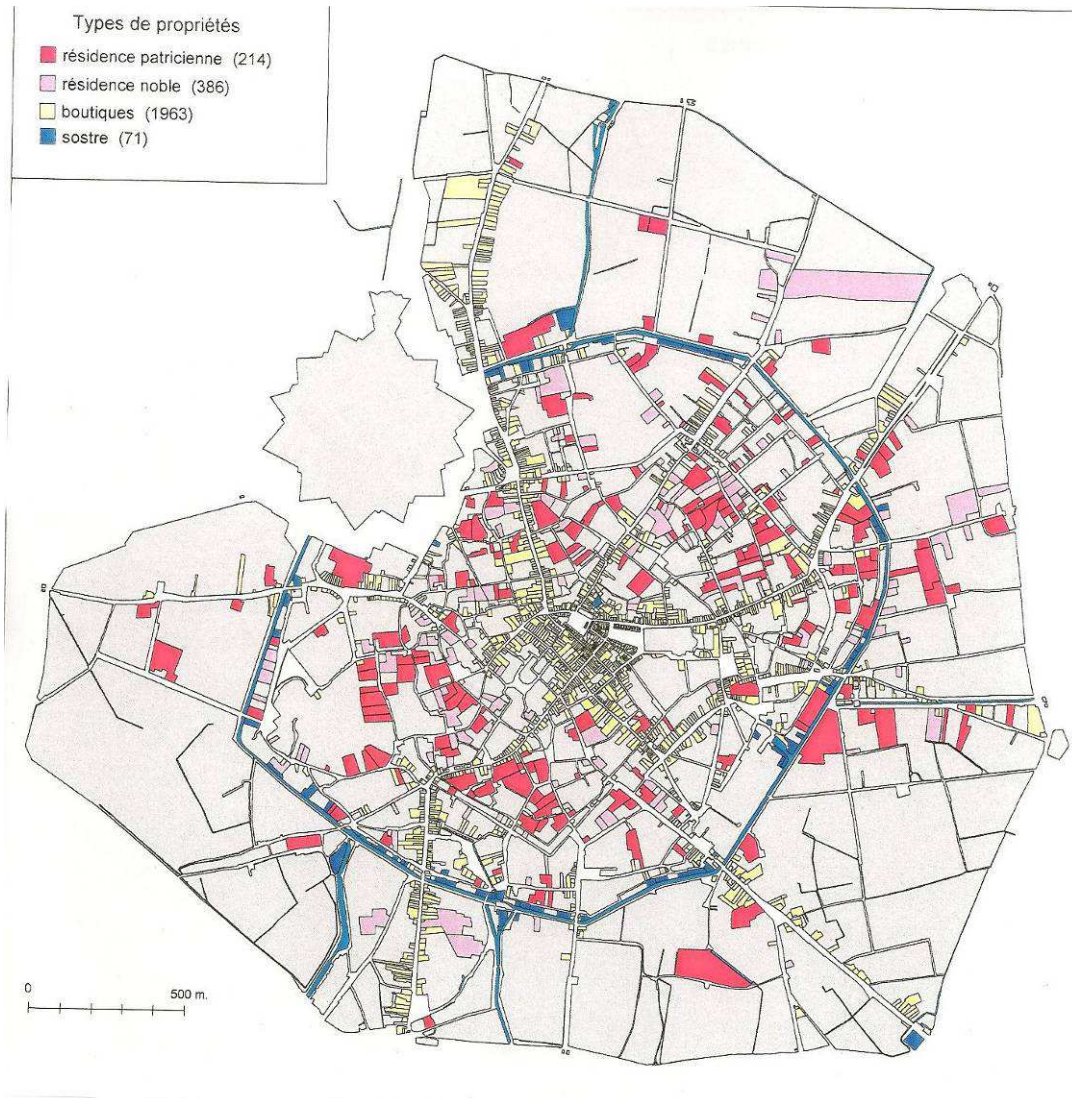 Types de propriétés
résidence patricienne (214)
résidence noble (386)
boutiques (1963)
sostre (71)
0
500 m.